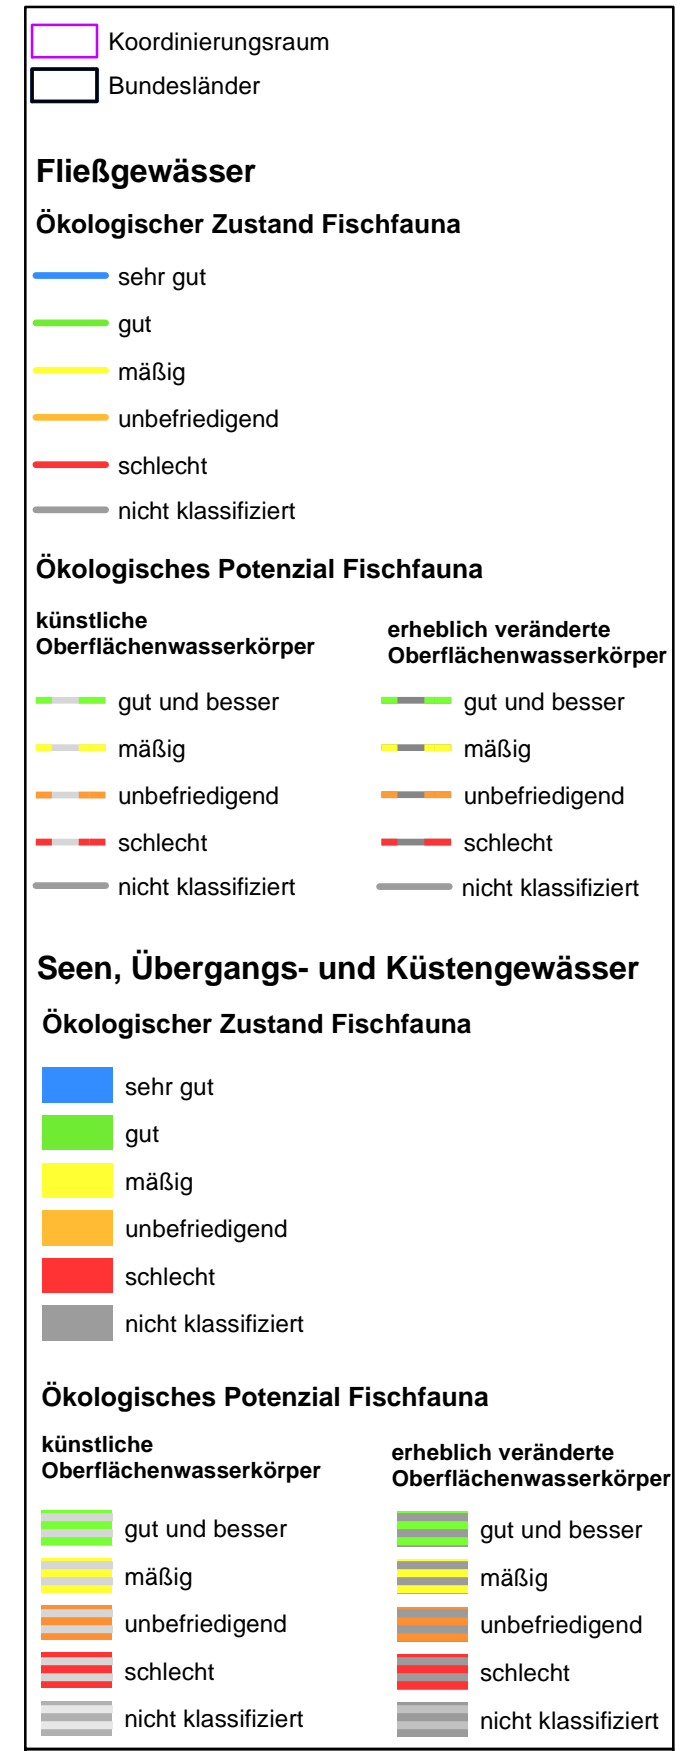 Koordinierungsraum
Bundesländer
Fließgewässer
Ökologischer Zustand Fischfauna
sehr gut
gut
mäßig
unbefriedigend
schlecht
nicht klassifiziert
Ökologisches Potenzial Fischfauna
künstliche
Oberflächenwasserkörper
gut und besser
mäßig
unbefriedigend
schlecht
nicht klassifiziert
erheblich veränderte
Oberflächenwasserkörper
gut und besser
mäßig
unbefriedigend
schlecht
nicht klassifiziert
Seen, Übergangs- und Küstengewässer
Ökologischer Zustand Fischfauna
sehr gut
gut
mäßig
unbefriedigend
schlecht
nicht klassifiziert
Ökologisches Potenzial Fischfauna
künstliche
Oberflächenwasserkörper
gut und besser
mäßig
unbefriedigend
schlecht
nicht klassifiziert
erheblich veränderte
Oberflächenwasserkörper
gut und besser
mäßig
unbefriedigend
schlecht
nicht klassifiziert